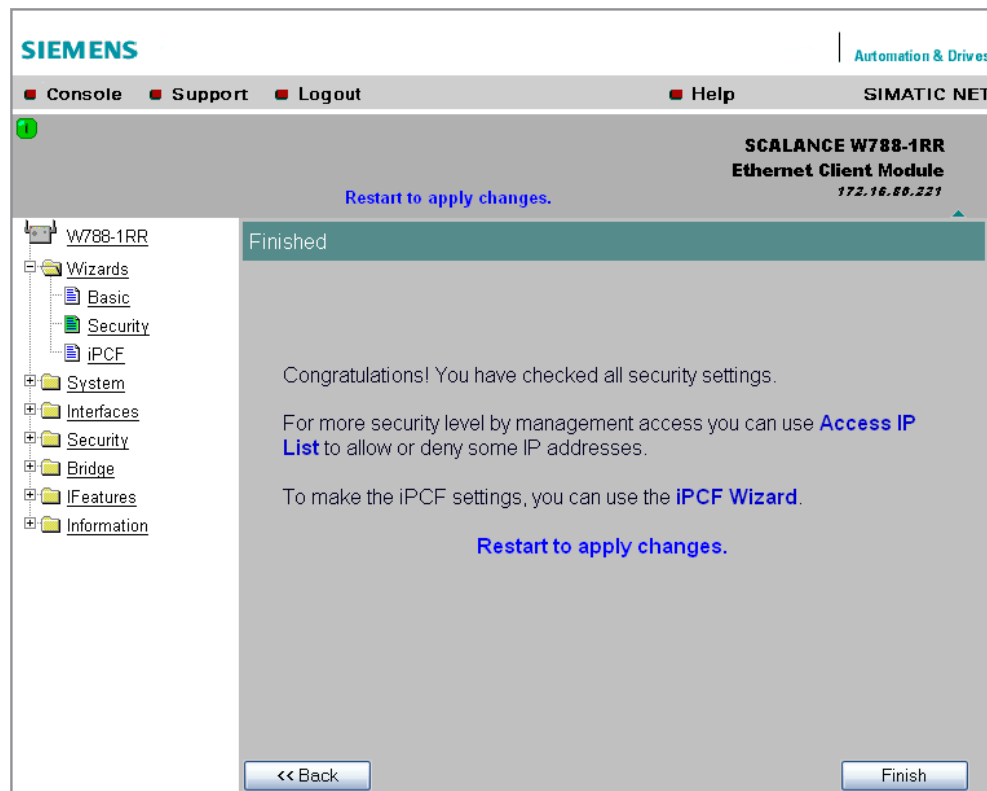 SIEMENS
Automation & Drives
Console Support Logout Help SIMATIC NET
SCALANCE W788-1RR
Ethernet Client Module
172.16.80.221
Restart to apply changes.
W788-1RR
Wizards
Basic
Security
iPCF
System
Interfaces
Security
Bridge
IFeatures
Information
Finished
Congratulations! You have checked all security settings.
For more security level by management access you can use Access IP
List to allow or deny some IP addresses.
To make the iPCF settings, you can use the iPCF Wizard.
Restart to apply changes.
<< Back
Finish